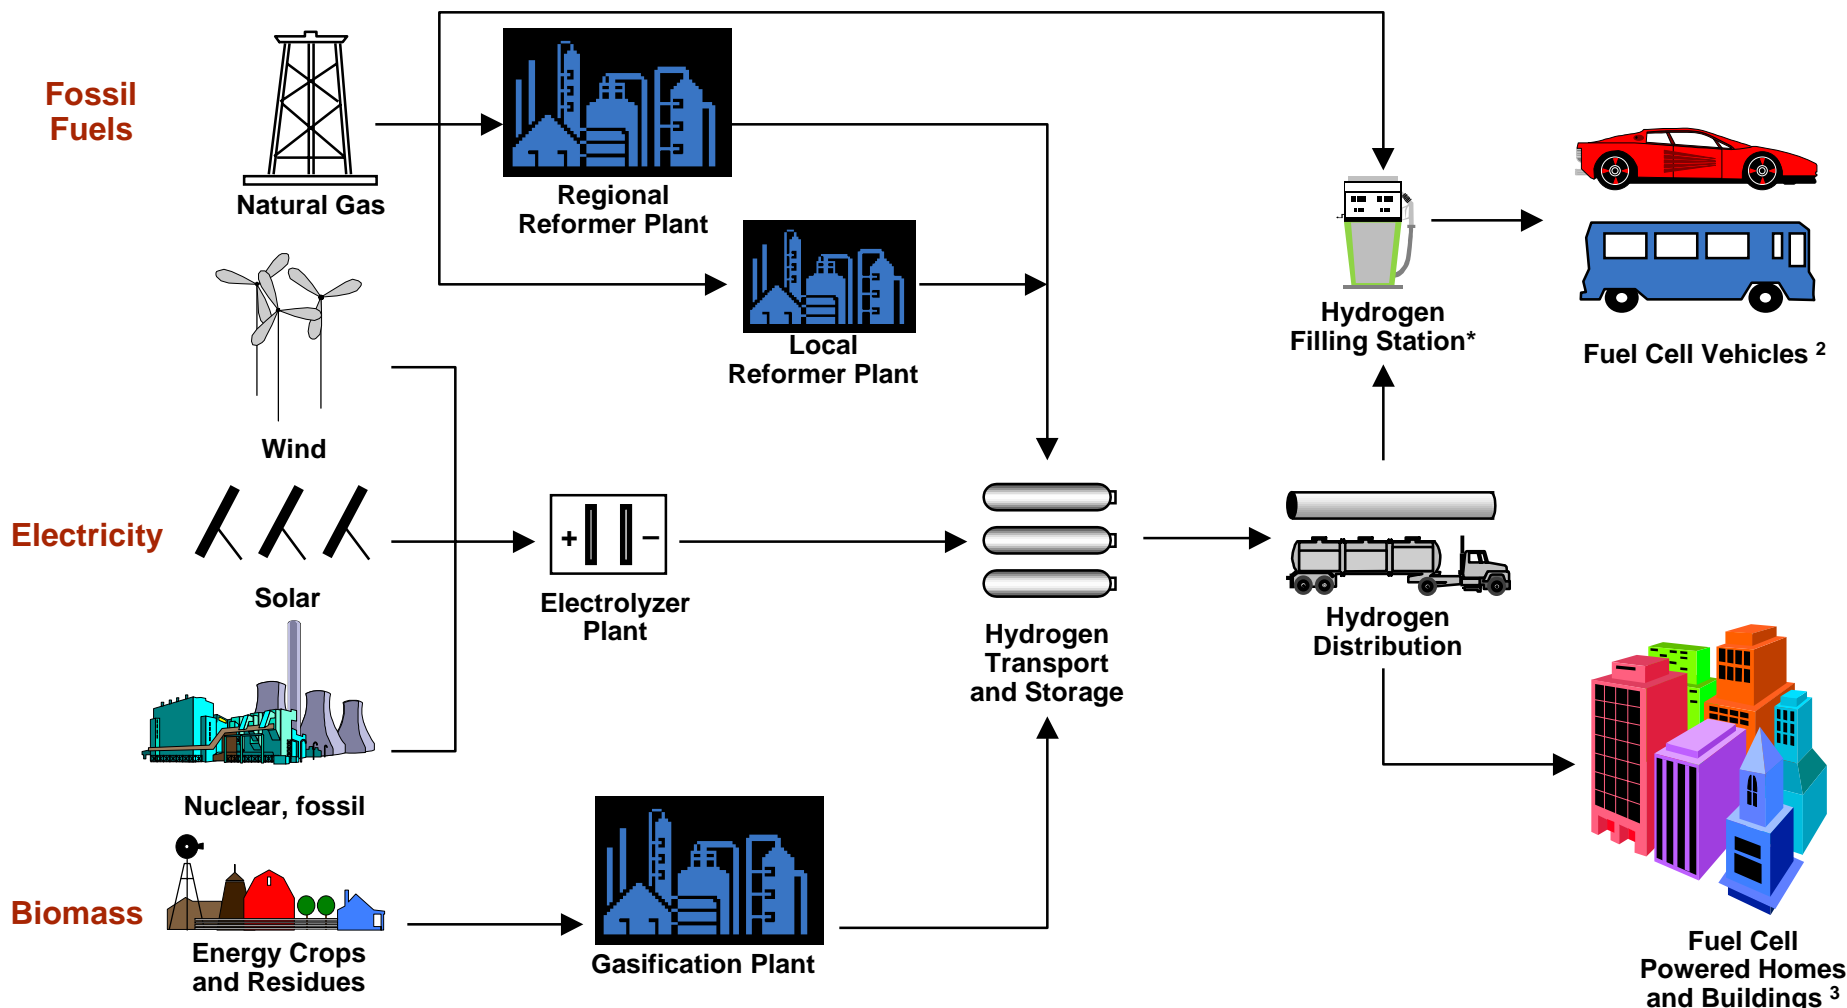 Fossil
Fuels
Natural Gas
Regional
Reformer Plant
Local
Reformer Plant
Hydrogen
Filling Station*
Fuel Cell Vehicles 2
Wind
Electricity
Solar
+ –
Electrolyzer
Plant
Hydrogen
Transport
and Storage
Hydrogen
Distribution
Nuclear, fossil
Biomass
Energy Crops
and Residues
Gasification Plant
Fuel Cell
Powered Homes
and Buildings 3